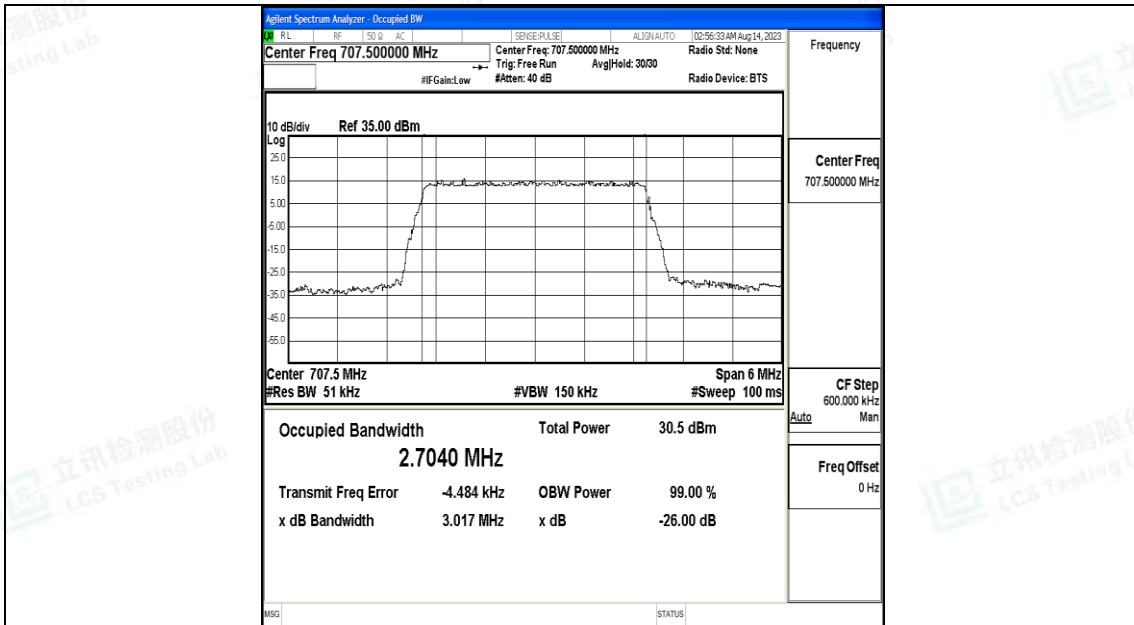 Agilent Spectrum Analyzer - Occupied BW
RL RF 50 Ω AC SENSE:PULSE ALIGN AUTO 02:56:33 AM Aug 14, 2023
Center Freq 707.500000 MHz
Center Freq: 707.500000 MHz Radio Std: None
Trig: Free Run Avg|Hold: 30/30
#IFGain:Low #Atten: 40 dB Radio Device: BTS
10 dB/div Ref 35.00 dBm
Log
25.0
15.0
5.00
-5.00
-15.0
-25.0
-35.0
-45.0
-55.0
Center 707.5 MHz Span 6 MHz
#Res BW 51 kHz #VBW 150 kHz #Sweep 100 ms
Occupied Bandwidth Total Power 30.5 dBm
2.7040 MHz
Transmit Freq Error -4.484 kHz OBW Power 99.00 %
x dB Bandwidth 3.017 MHz x dB -26.00 dB
MSG STATUS
Frequency
Center Freq
707.500000 MHz
CF Step
600.000 kHz
Auto Man
Freq Offset
0 Hz
立讯检测股份
LCS Testing Lab